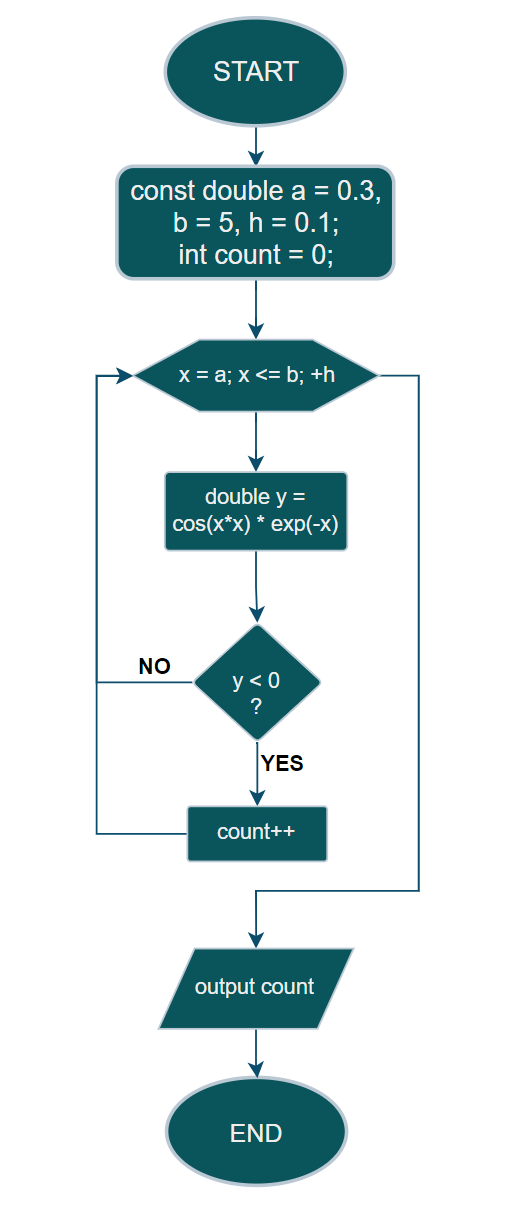 START
const double a = 0.3,
b = 5, h = 0.1;
int count = 0;
x = a; x <= b; +h
double y =
cos(x*x) * exp(-x)
NO
y < 0
?
YES
count++
output count
END